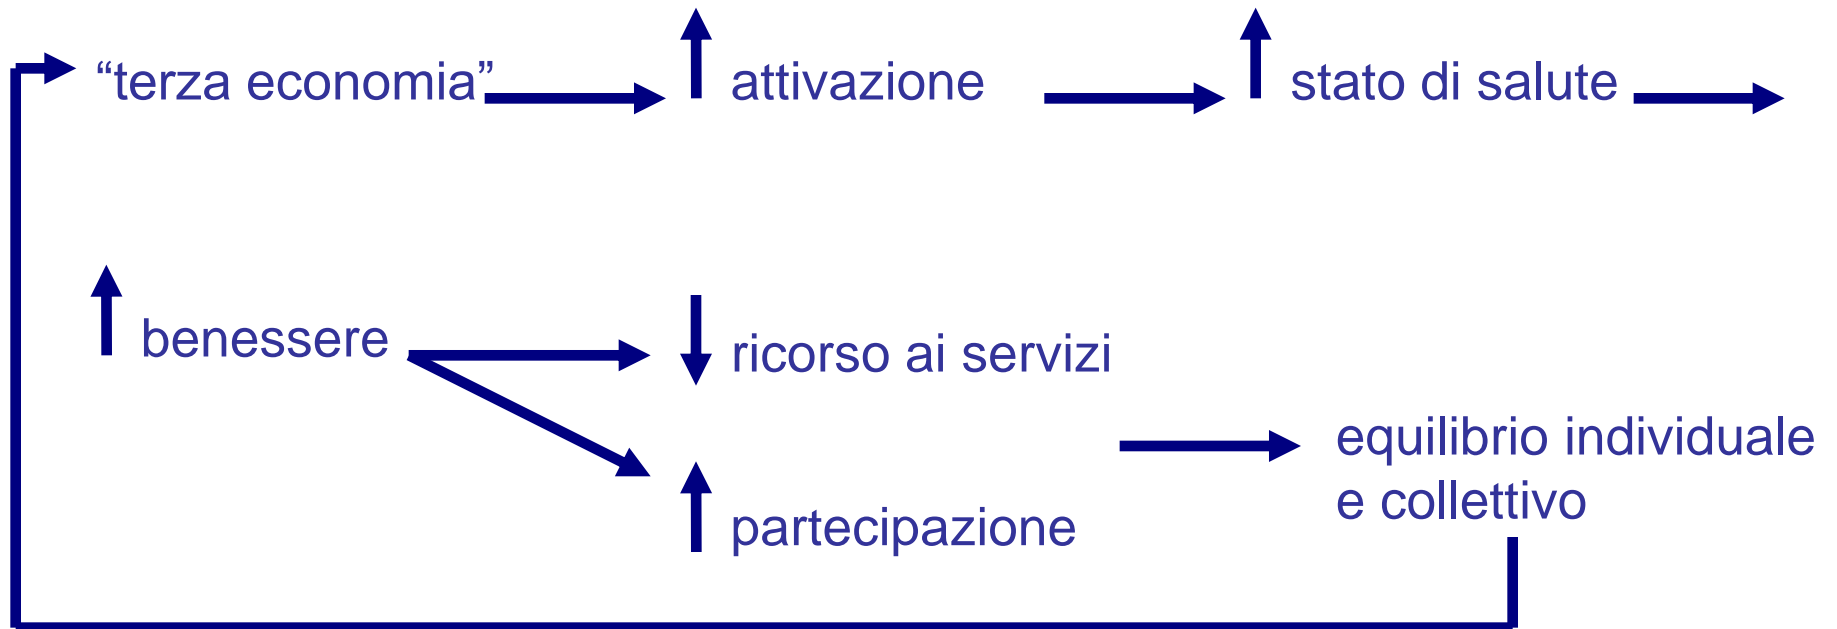 “terza economia”
attivazione
stato di salute
benessere
ricorso ai servizi
partecipazione
equilibrio individuale
e collettivo